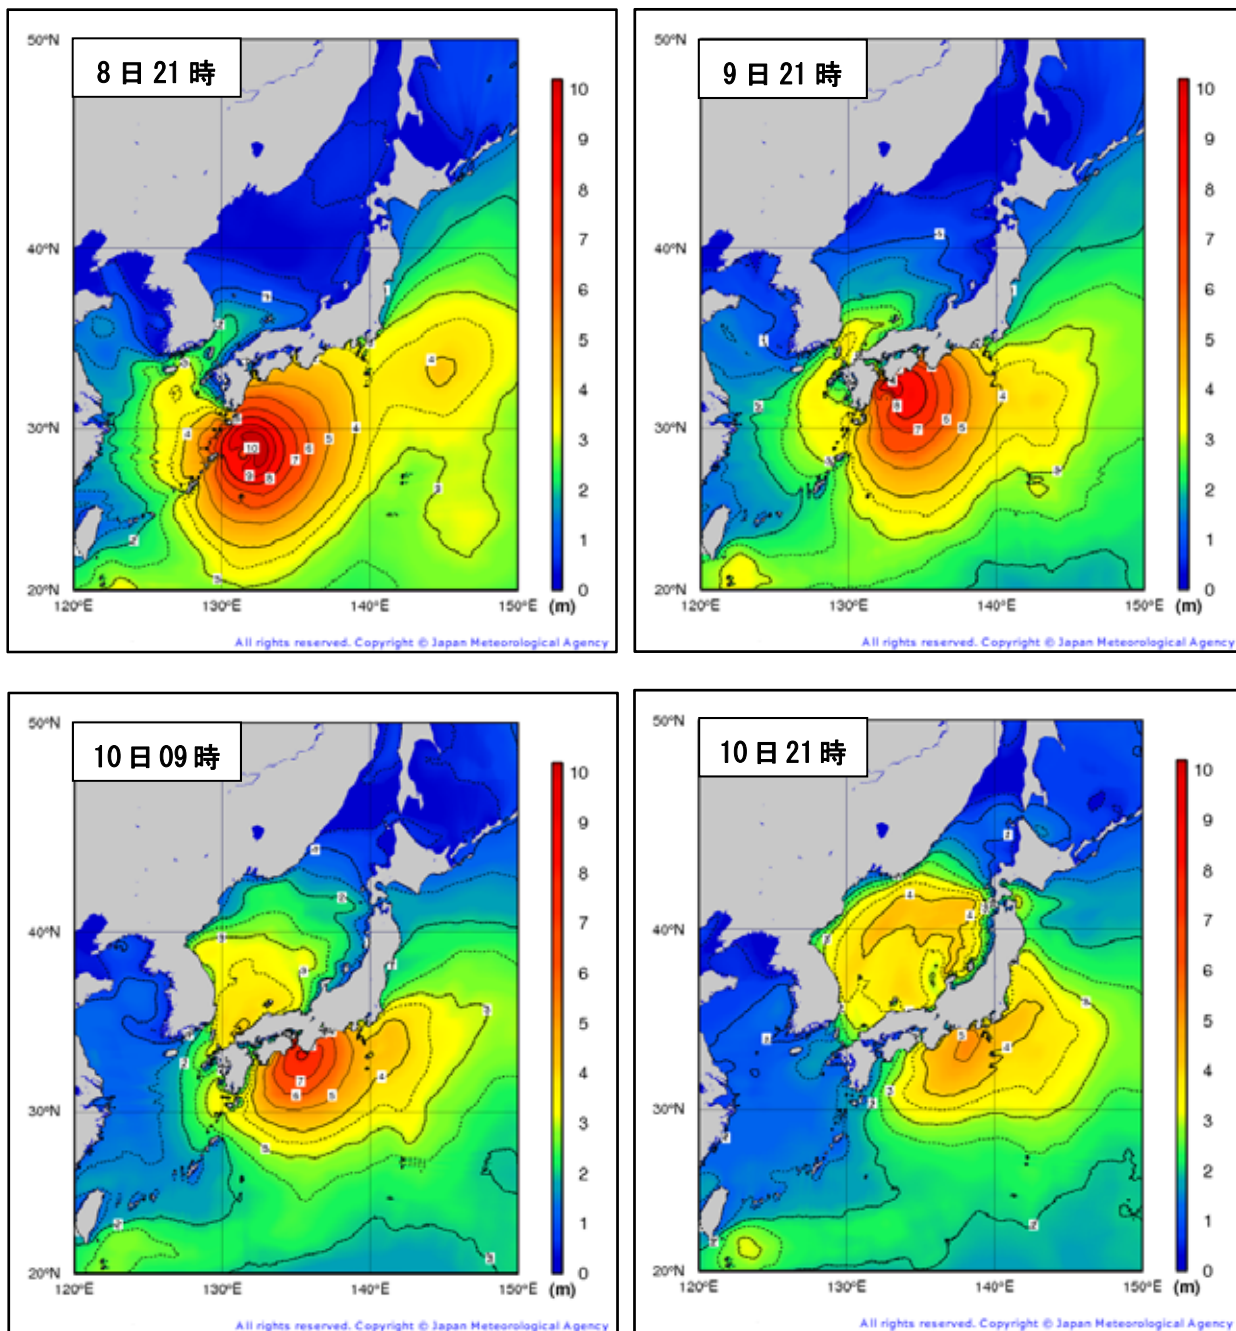 8日21時
50°N
40°N
30°N
20°N
120°E
130°E
140°E
150°E
(m)
10
9
8
7
6
5
4
3
2
1
0
All rights reserved. Copyright © Japan Meteorological Agency
9日21時
50°N
40°N
30°N
20°N
120°E
130°E
140°E
150°E
(m)
10
9
8
7
6
5
4
3
2
1
0
All rights reserved. Copyright © Japan Meteorological Agency
10日09時
50°N
40°N
30°N
20°N
120°E
130°E
140°E
150°E
(m)
10
9
8
7
6
5
4
3
2
1
0
All rights reserved. Copyright © Japan Meteorological Agency
10日21時
50°N
40°N
30°N
20°N
120°E
130°E
140°E
150°E
(m)
10
9
8
7
6
5
4
3
2
1
0
All rights reserved. Copyright © Japan Meteorological Agency